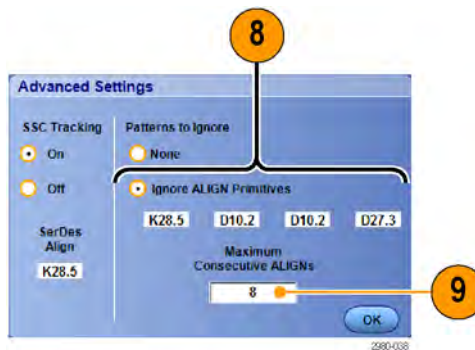 8
Advanced Settings
SSC Tracking
Patterns to Ignore
On
None
Off
Ignore ALIGN Primitives
K28.5 D10.2 D10.2 D27.3
SerDes
Align
K28.5
Maximum
Consecutive ALIGNs
8
9
OK
2980-038